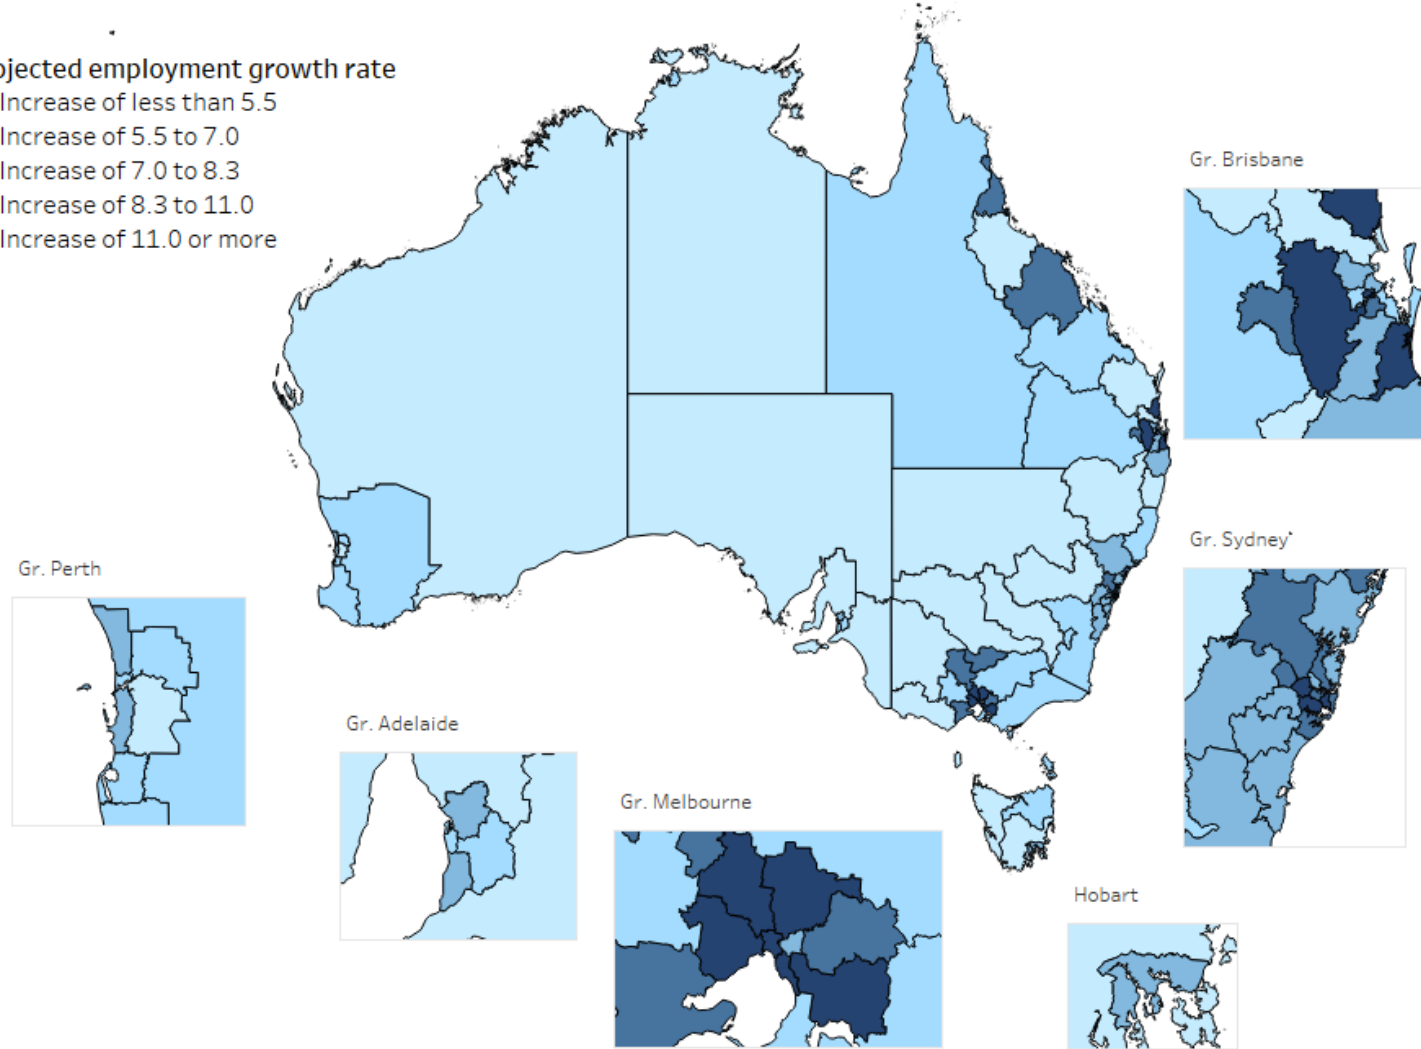 ojected employment growth rate
Increase of less than 5.5
Increase of 5.5 to 7.0
Increase of 7.0 to 8.3
Increase of 8.3 to 11.0
Increase of 11.0 or more
Gr. Brisbane
Gr. Sydney*
Gr. Perth
Gr. Adelaide
Gr. Melbourne
Hobart